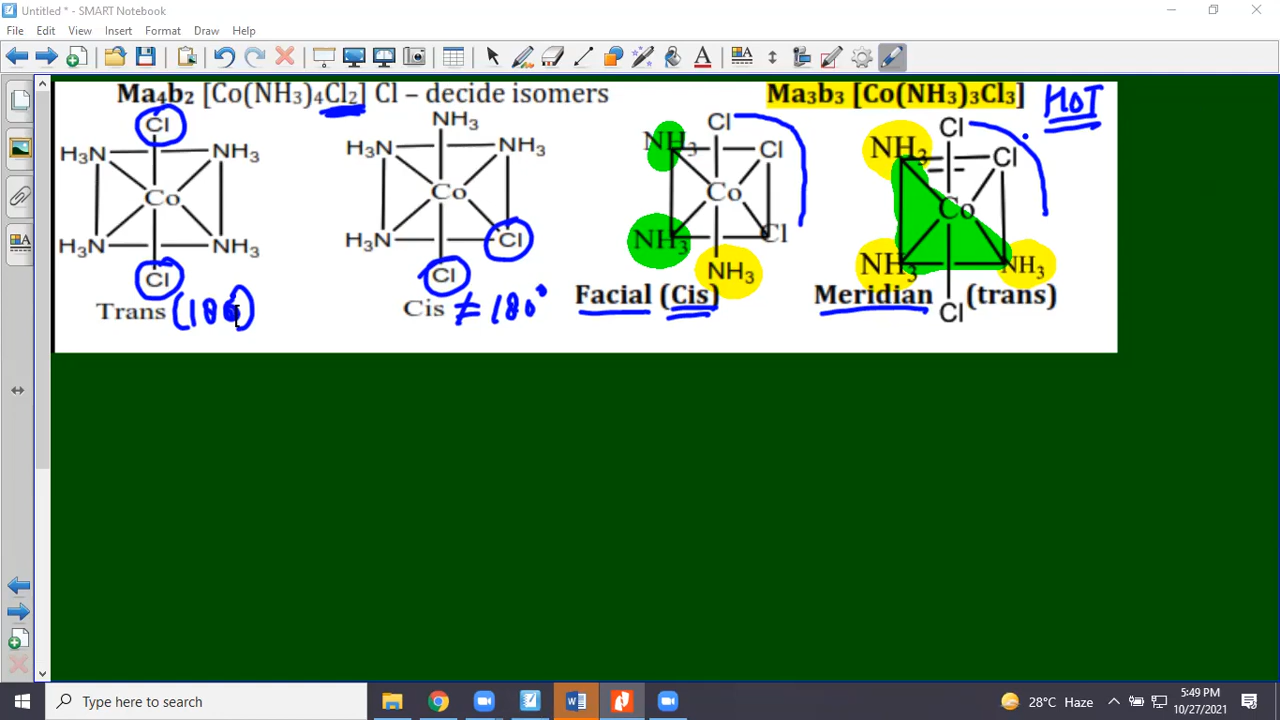 Untitled * - SMART Notebook
File Edit View Insert Format Draw Help
Ma4b2 [Co(NH3)4Cl2] Cl – decide isomers
Ma3b3 [Co(NH3)3Cl3] HOT
Cl NH3 Cl Cl
H3N NH3 H3N NH3 NH3 Cl NH3 Cl
Co Co Co Co
H3N NH3 H3N Cl NH3 Cl NH3 NH3
Cl Cl NH3 Cl
Trans (180) Cis ≠ 180° Facial (Cis) Meridian (trans)
Type here to search
28°C Haze
5:49 PM
10/27/2021